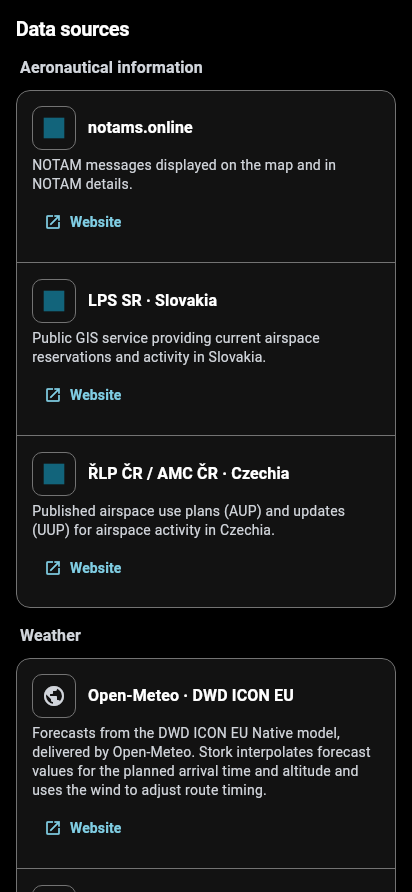 Data sources
Aeronautical information
notams.online
NOTAM messages displayed on the map and in
NOTAM details.
Website
LPS SR · Slovakia
Public GIS service providing current airspace
reservations and activity in Slovakia.
Website
ŘLP ČR / AMC ČR · Czechia
Published airspace use plans (AUP) and updates
(UUP) for airspace activity in Czechia.
Website
Weather
Open-Meteo · DWD ICON EU
Forecasts from the DWD ICON EU Native model,
delivered by Open-Meteo. Stork interpolates forecast
values for the planned arrival time and altitude and
uses the wind to adjust route timing.
Website